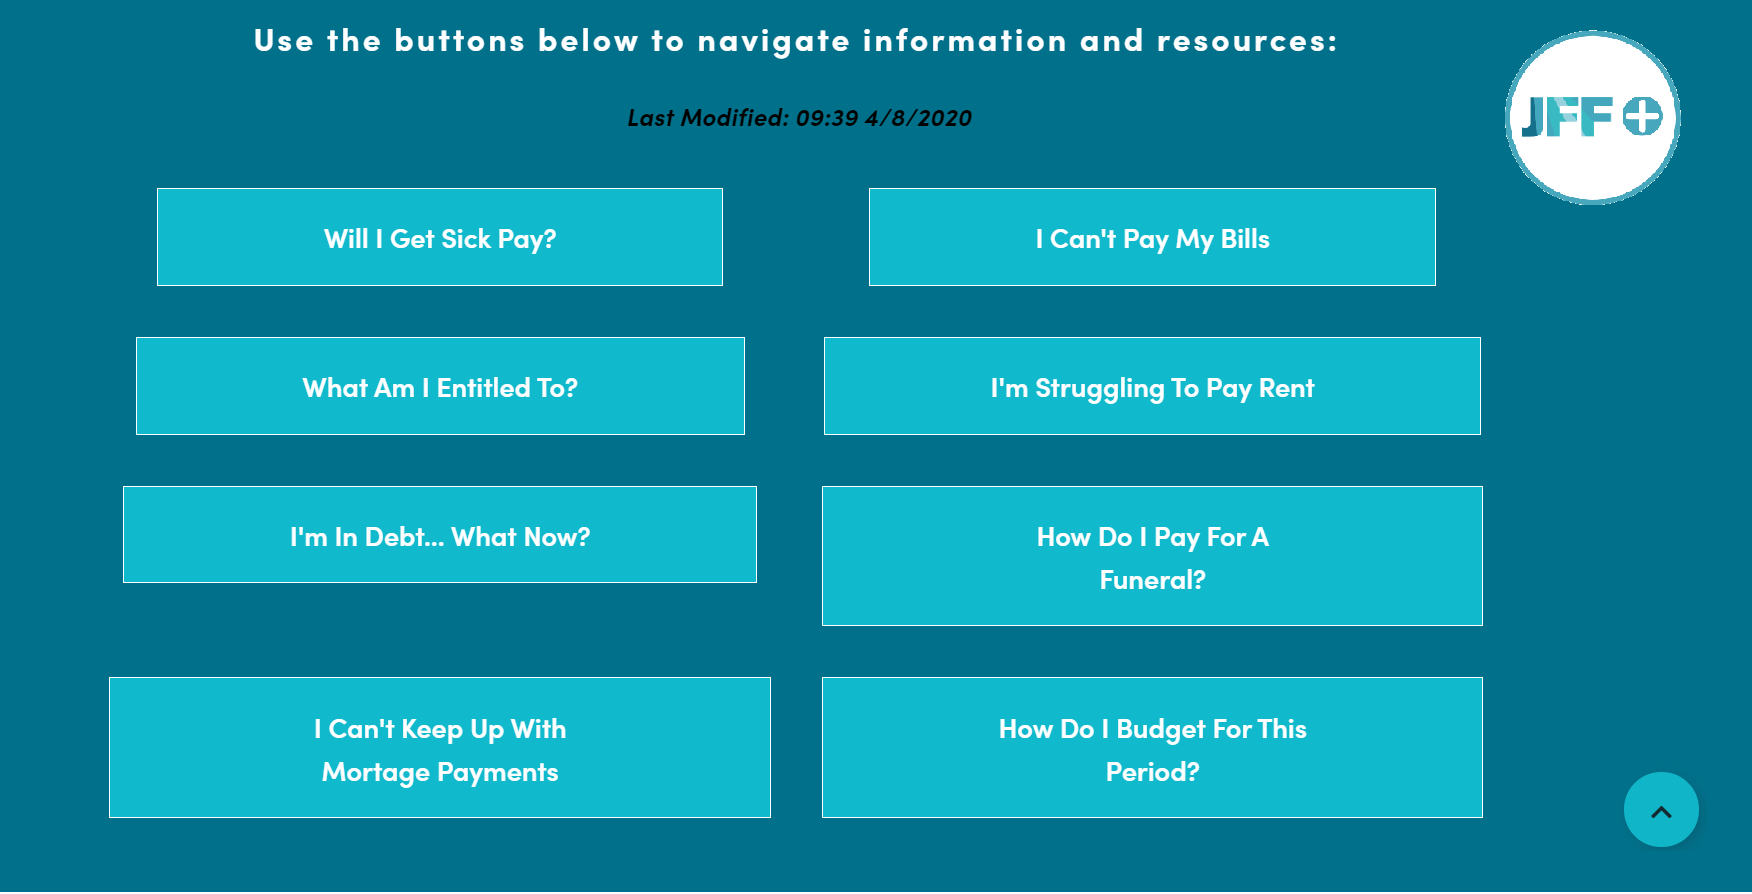 Use the buttons below to navigate information and resources:
Last Modified: 09:39 4/8/2020
JFF
Will I Get Sick Pay?
I Can't Pay My Bills
What Am I Entitled To?
I'm Struggling To Pay Rent
I'm In Debt... What Now?
How Do I Pay For A
Funeral?
I Can't Keep Up With
Mortage Payments
How Do I Budget For This
Period?